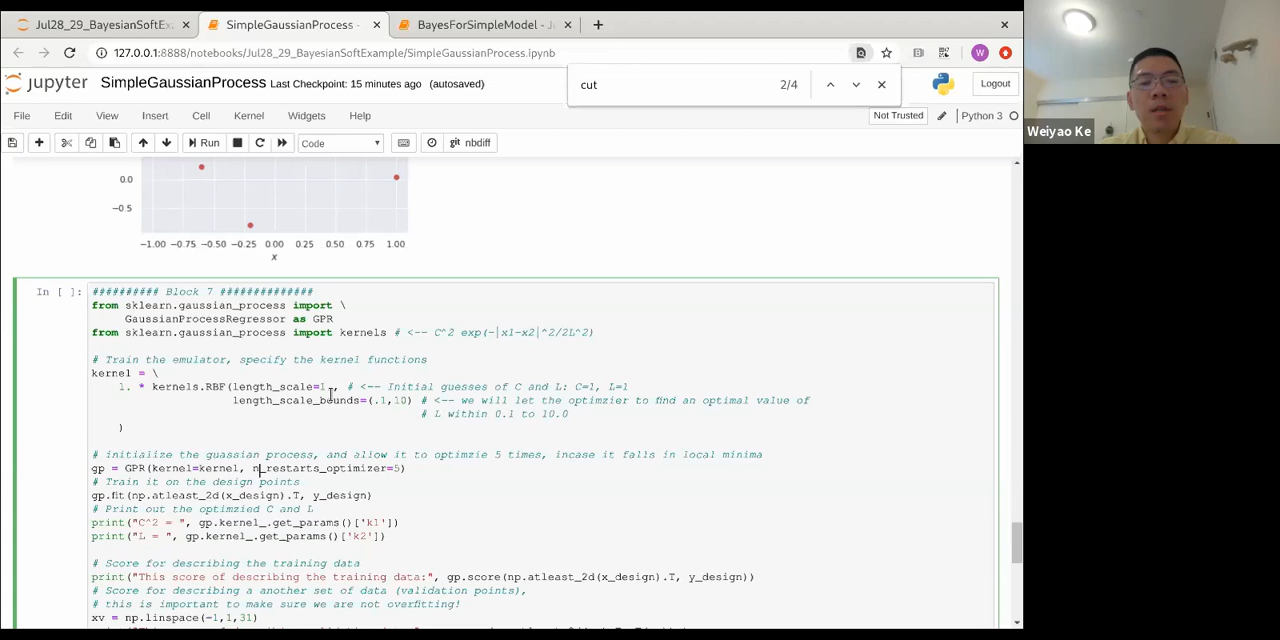 Jul28_29_BayesianSoftEx
SimpleGaussianProcess -
BayesForSimpleModel - J
127.0.0.1:8888/notebooks/Jul28_29_BayesianSoftExample/SimpleGaussianProcess.ipynb
W
cut
2/4
jupyter
SimpleGaussianProcess Last Checkpoint: 15 minutes ago (autosaved)
Logout
File Edit View Insert Cell Kernel Widgets Help
Not Trusted
Python 3
Run
Code
git nbdiff
Weiyao Ke
0.0
−0.5
−1.00 −0.75 −0.50 −0.25 0.00 0.25 0.50 0.75 1.00
x
In [ ]:
########## Block 7 ##############
from sklearn.gaussian_process import \
GaussianProcessRegressor as GPR
from sklearn.gaussian_process import kernels # <-- C^2 exp(-|x1-x2|^2/2L^2)
# Train the emulator, specify the kernel functions
kernel = \
1. * kernels.RBF(length_scale=1., # <-- Initial guesses of C and L: C=1, L=1
length_scale_bounds=(.1,10) # <-- we will let the optimzier to find an optimal value of
# L within 0.1 to 10.0
)
# initialize the guassian process, and allow it to optimzie 5 times, incase it falls in local minima
gp = GPR(kernel=kernel, n_restarts_optimizer=5)
# Train it on the design points
gp.fit(np.atleast_2d(x_design).T, y_design)
# Print out the optimzied C and L
print("C^2 = ", gp.kernel_.get_params()['k1'])
print("L = ", gp.kernel_.get_params()['k2'])
# Score for describing the training data
print("This score of describing the training data:", gp.score(np.atleast_2d(x_design).T, y_design))
# Score for describing a another set of data (validation points),
# this is important to make sure we are not overfitting!
xv = np.linspace(-1,1,31)